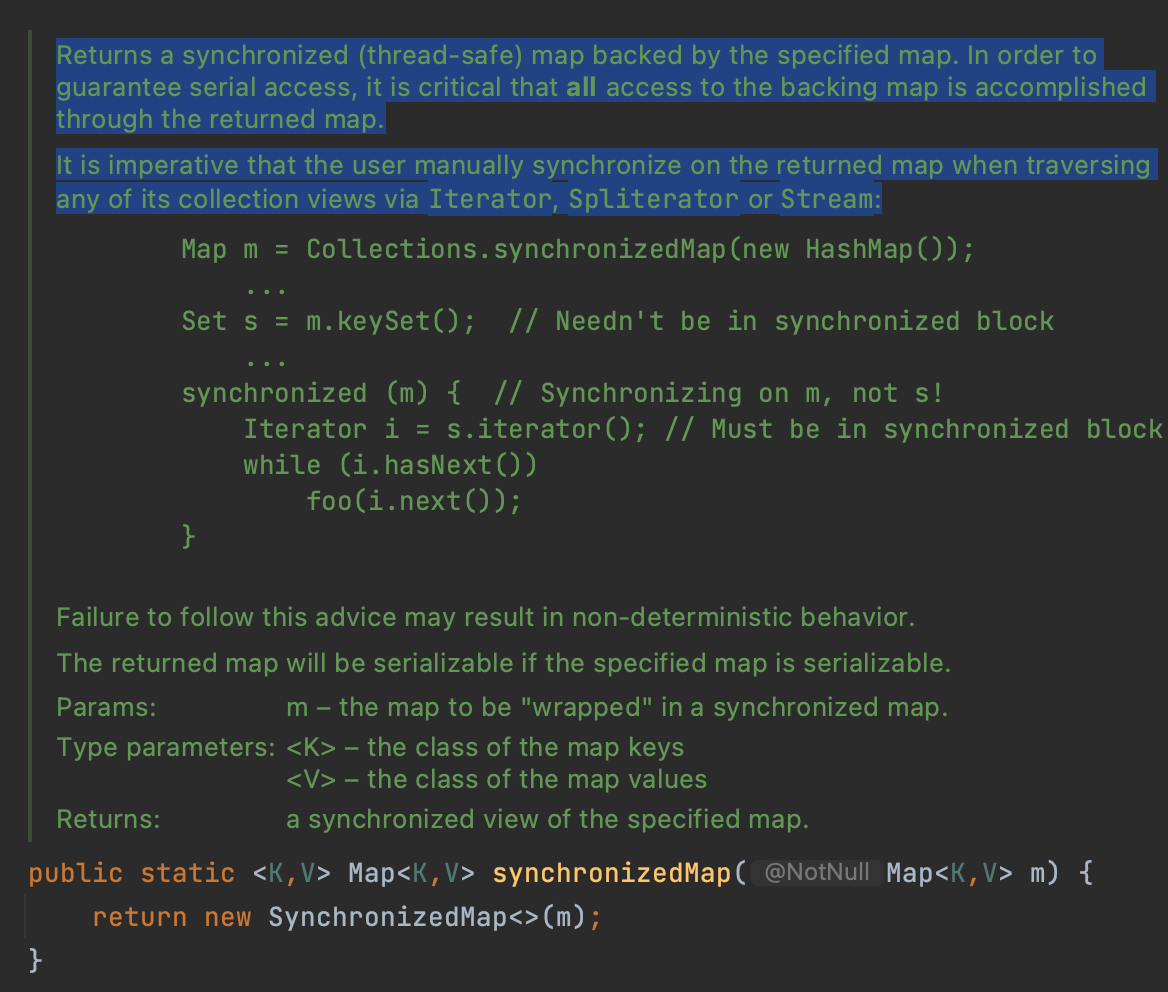 Returns a synchronized (thread-safe) map backed by the specified map. In order to
guarantee serial access, it is critical that all access to the backing map is accomplished
through the returned map.
It is imperative that the user manually synchronize on the returned map when traversing
any of its collection views via Iterator, Spliterator or Stream:
Map m = Collections.synchronizedMap(new HashMap());
...
Set s = m.keySet();  // Needn't be in synchronized block
...
synchronized (m) {  // Synchronizing on m, not s!
Iterator i = s.iterator(); // Must be in synchronized block
while (i.hasNext())
foo(i.next());
}
Failure to follow this advice may result in non-deterministic behavior.
The returned map will be serializable if the specified map is serializable.
Params: m – the map to be "wrapped" in a synchronized map.
Type parameters: <K> – the class of the map keys
<V> – the class of the map values
Returns: a synchronized view of the specified map.
public static <K,V> Map<K,V> synchronizedMap( @NotNull Map<K,V> m) {
return new SynchronizedMap<>(m);
}